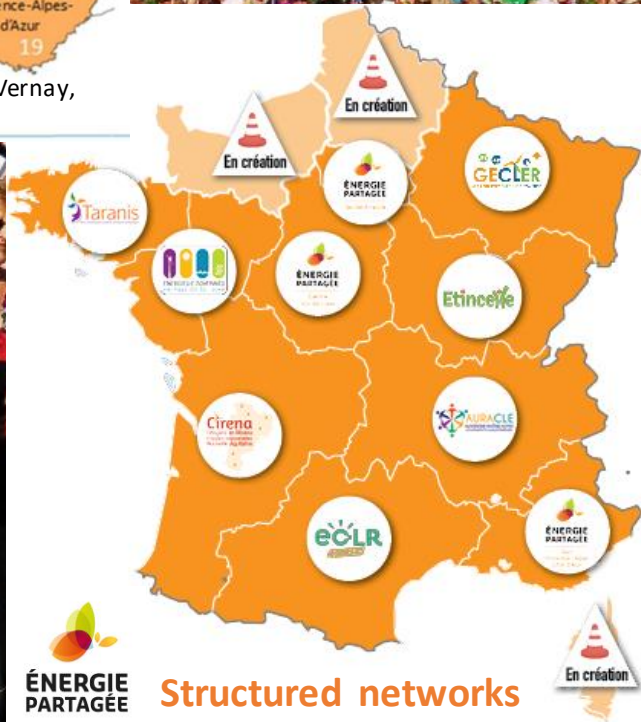 ence-Alpes-
d'Azur
19
Vernay,
En création
En création
ÉNERGIE
PARTAGÉE
GECLER
Taranis
ÉNERGIE
PARTAGÉE
Etincelle
Cirena
AURACLE
eCLR
ÉNERGIE
PARTAGÉE
En création
ÉNERGIE
PARTAGÉE
Structured networks